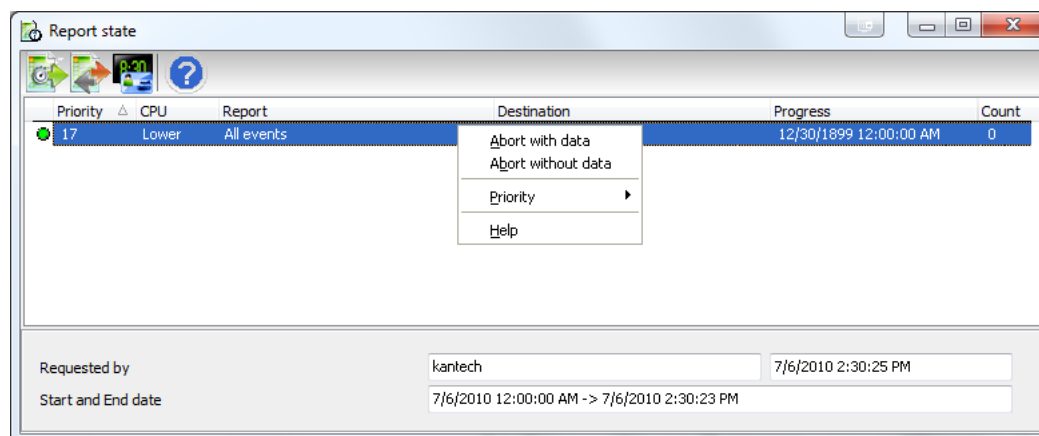 Report state
9:30
Priority CPU Report Destination Progress Count
17 Lower All events 12/30/1899 12:00:00 AM 0
Abort with data
Abort without data
Priority
Help
Requested by kantech 7/6/2010 2:30:25 PM
Start and End date 7/6/2010 12:00:00 AM -> 7/6/2010 2:30:23 PM